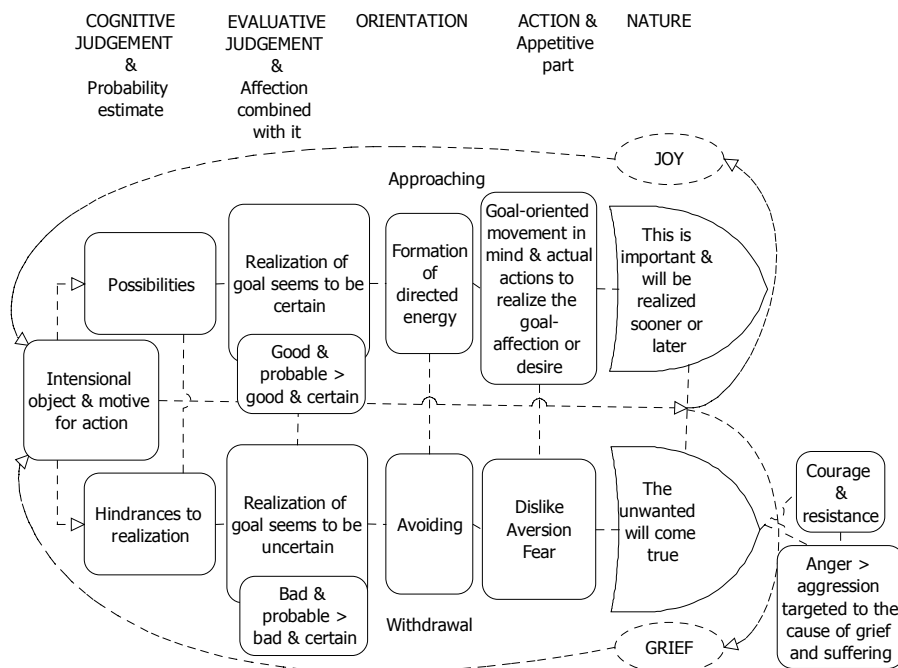 COGNITIVE
JUDGEMENT
&
Probability
estimate
EVALUATIVE
JUDGEMENT
&
Affection
combined
with it
ORIENTATION
ACTION &
Appetitive
part
NATURE
JOY
Approaching
Possibilities
Realization of
goal seems to be
certain
Good &
probable >
good & certain
Formation
of
directed
energy
Goal-oriented
movement in
mind & actual
actions to
realize the
goal-
affection or
desire
This is
important &
will be
realized
sooner or
later
Intensional
object & motive
for action
Hindrances to
realization
Realization of
goal seems to be
uncertain
Bad &
probable >
bad & certain
Avoiding
Dislike
Aversion
Fear
The
unwanted
will come
true
Courage
&
resistance
Anger >
aggression
targeted to the
cause of grief
and suffering
Withdrawal
GRIEF